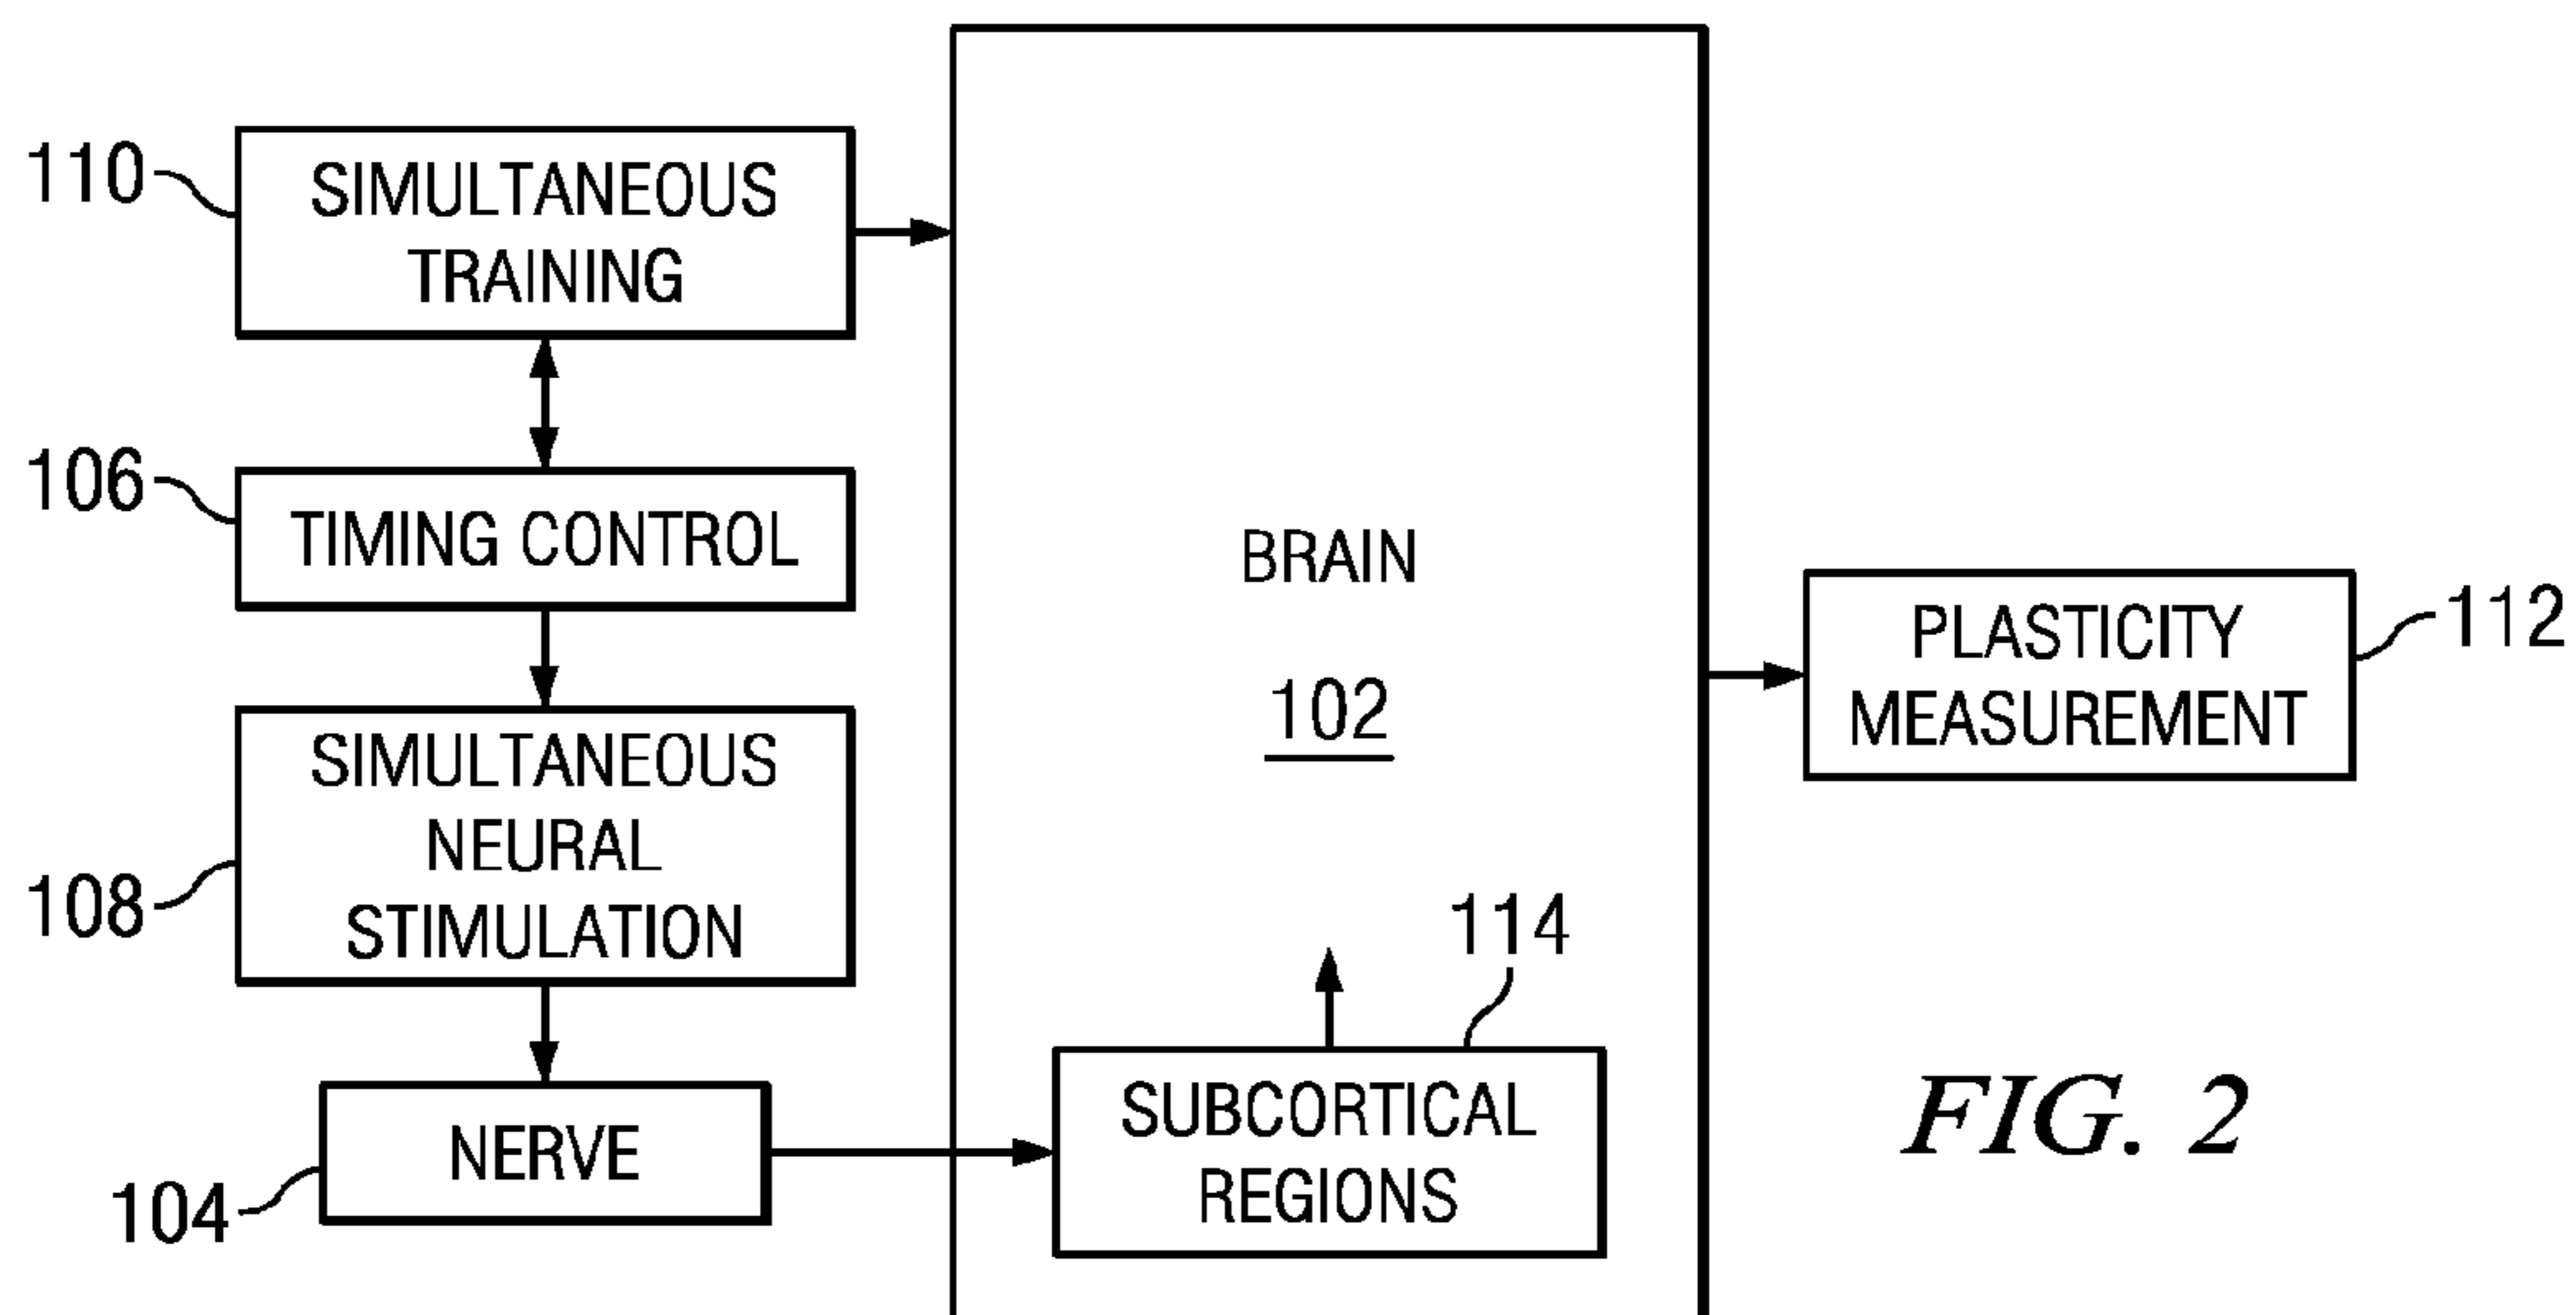 110
SIMULTANEOUS
TRAINING
106
TIMING CONTROL
108
SIMULTANEOUS
NEURAL
STIMULATION
104
NERVE
BRAIN
102
114
SUBCORTICAL
REGIONS
PLASTICITY
MEASUREMENT
112
FIG. 2